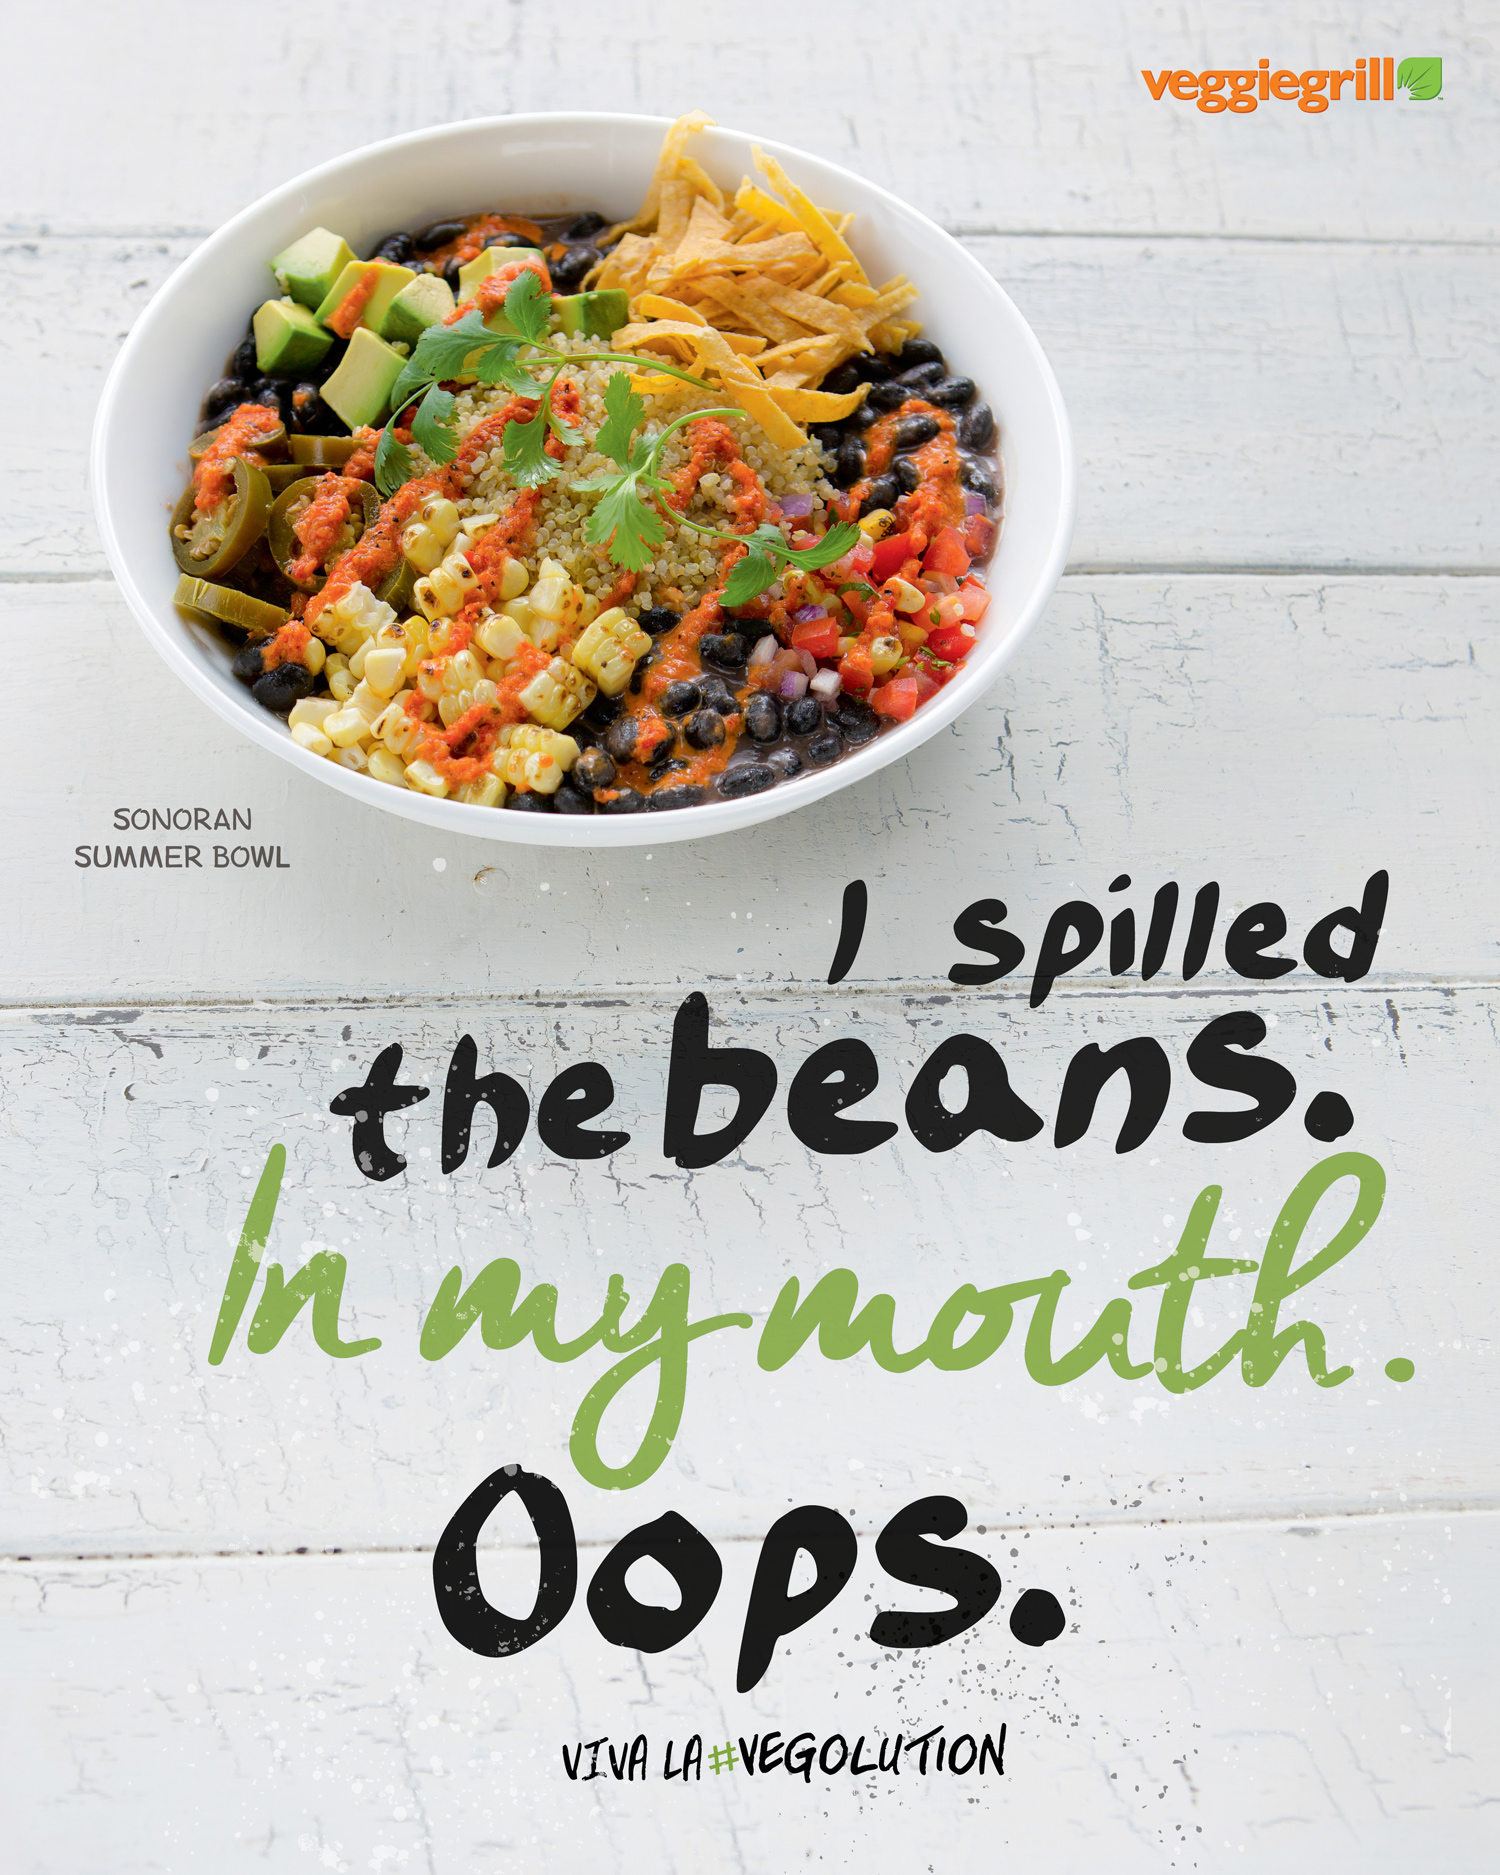 veggiegrill
SONORAN
SUMMER BOWL
I spilled
the beans.
In my mouth.
Oops.
VIVA LA #VEGOLUTION